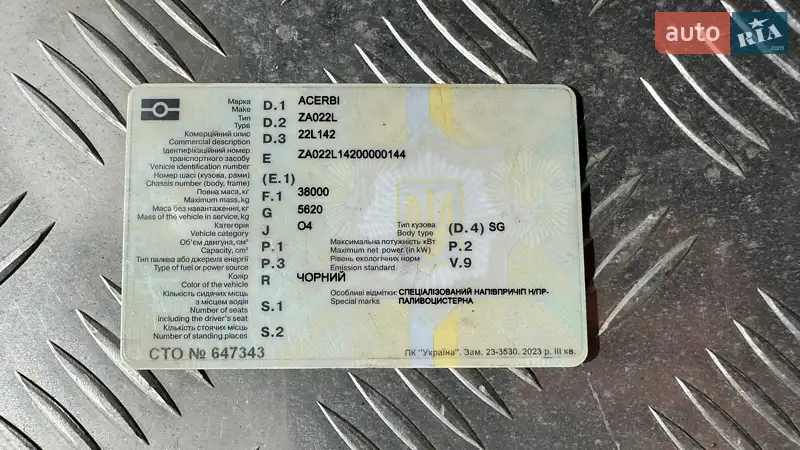 auto RIA
Марка D.1 ACERBI
Make
Тип D.2 ZA022L
Type
Комерційний опис D.3 22L142
Commercial description
Ідентифікаційний номер
транспортного засобу E ZA022L14200000144
Vehicle identification number
Номер шасі (кузова, рами) (E.1)
Chassis number (body, frame)
Повна маса, кг F.1 38000
Maximum mass, kg
Маса без навантаження, кг G 5620
Mass of the vehicle in service, kg
Категорія J O4 Тип кузова (D.4) SG
Vehicle category Body type
Об'єм двигуна, см³ P.1 Максимальна потужність кВт P.2
Capacity, cm³ Maximum net power (in kW)
Тип палива або джерела енергії P.3 Рівень екологічних норм V.9
Type of fuel or power source Emission standard
Колір R ЧОРНИЙ
Color of the vehicle
Кількість сидячих місць Особливі відмітки: СПЕЦІАЛІЗОВАНИЙ НАПІВПРИЧІП Н/ПР-
з місцем водія S.1 Special marks ПАЛИВОЦИСТЕРНА
Number of seats
including the driver's seat
Кількість стоячих місць S.2
Number of standing places
СТО № 647343 ПК "Україна". Зам. 23-3530. 2023 р. III кв.